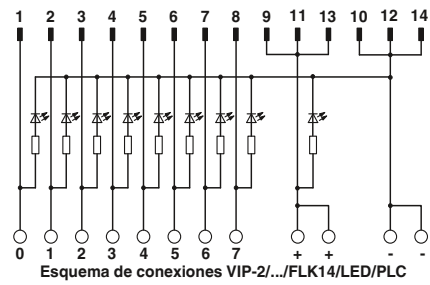 1 2 3 4 5 6 7 8 9 11 13 10 12 14
0 1 2 3 4 5 6 7 + + - -
Esquema de conexiones VIP-2/.../FLK14/LED/PLC